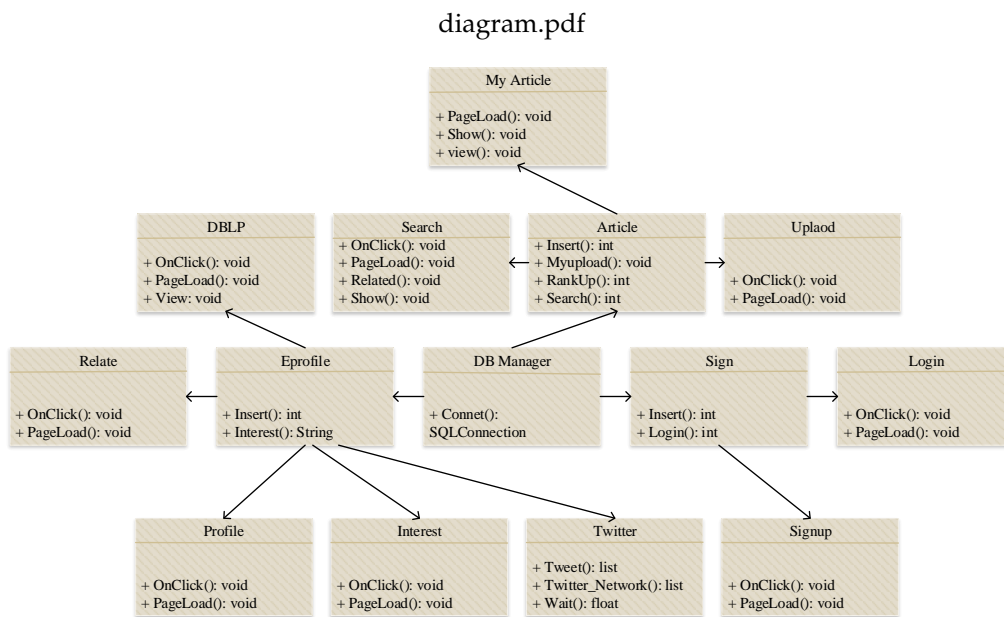 diagram.pdf
My Article
+ PageLoad(): void
+ Show(): void
+ view(): void
DBLP
+ OnClick(): void
+ PageLoad(): void
+ View: void
Search
+ OnClick(): void
+ PageLoad(): void
+ Related(): void
+ Show(): void
Article
+ Insert(): int
+ Myupload(): void
+ RankUp(): int
+ Search(): int
Uplaod
+ OnClick(): void
+ PageLoad(): void
Relate
+ OnClick(): void
+ PageLoad(): void
Eprofile
+ Insert(): int
+ Interest(): String
DB Manager
+ Connet():
SQLConnection
Sign
+ Insert(): int
+ Login(): int
Login
+ OnClick(): void
+ PageLoad(): void
Profile
+ OnClick(): void
+ PageLoad(): void
Interest
+ OnClick(): void
+ PageLoad(): void
Twitter
+ Tweet(): list
+ Twitter_Network(): list
+ Wait(): float
Signup
+ OnClick(): void
+ PageLoad(): void